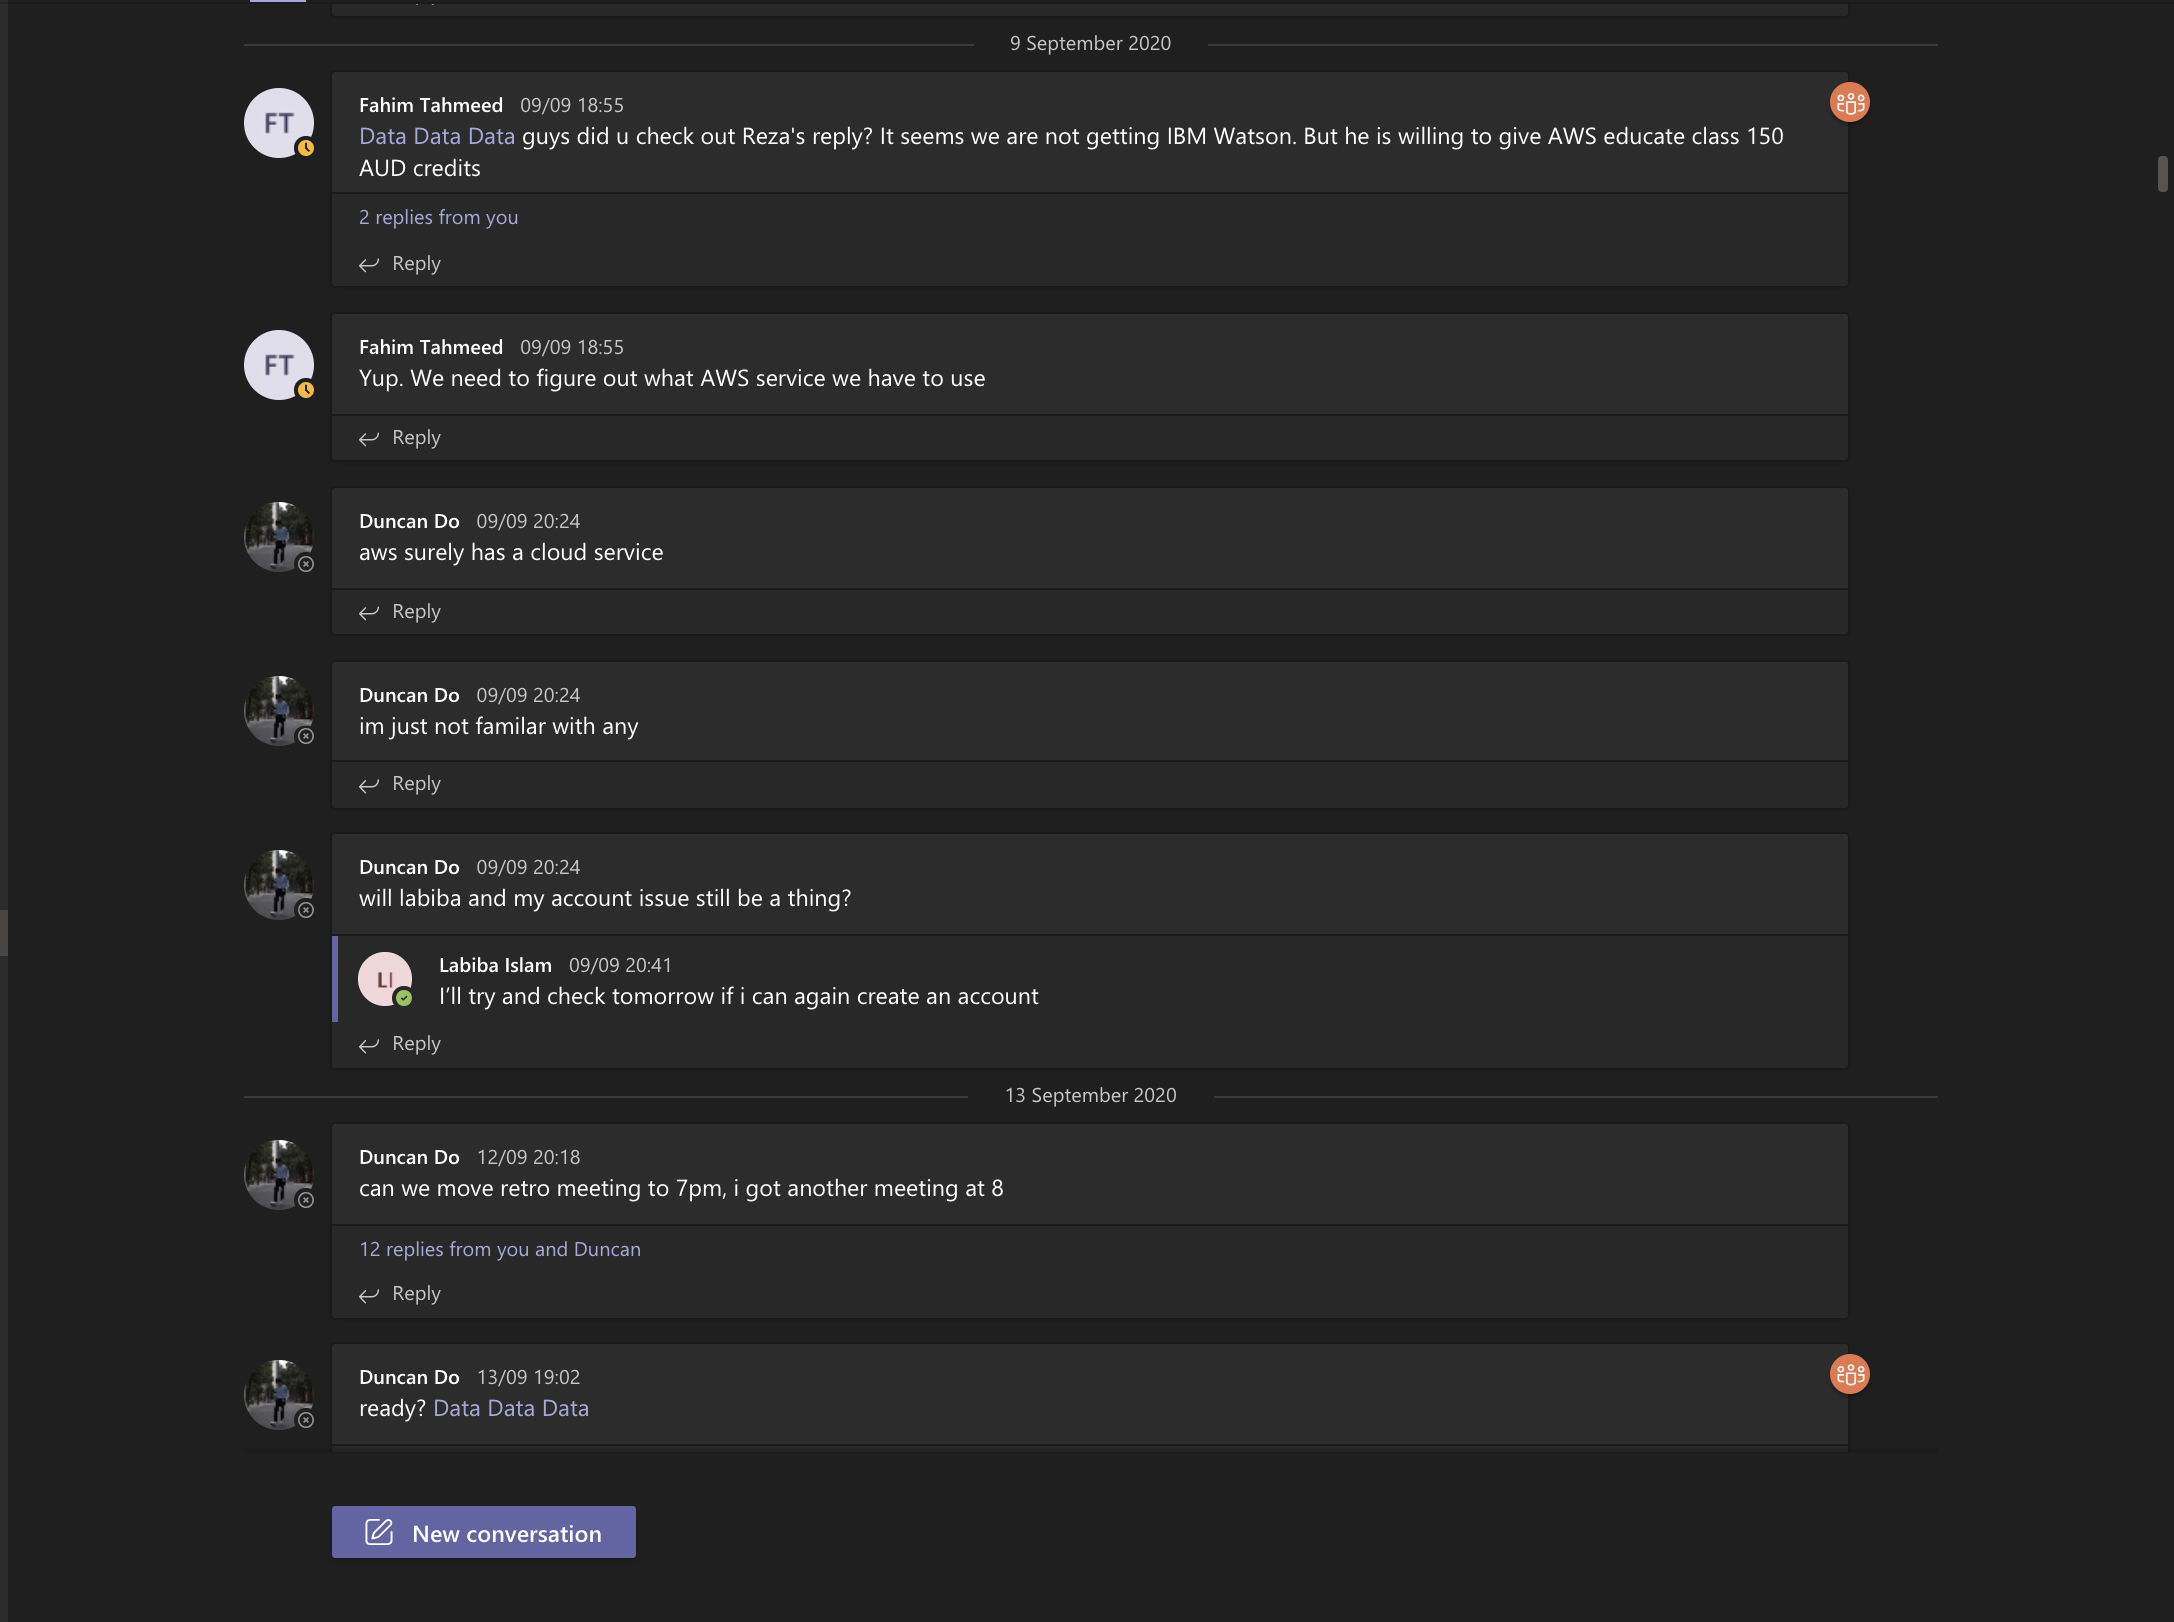 9 September 2020
FT
Fahim Tahmeed 09/09 18:55
Data Data Data guys did u check out Reza's reply? It seems we are not getting IBM Watson. But he is willing to give AWS educate class 150
AUD credits
2 replies from you
Reply
FT
Fahim Tahmeed 09/09 18:55
Yup. We need to figure out what AWS service we have to use
Reply
Duncan Do 09/09 20:24
aws surely has a cloud service
Reply
Duncan Do 09/09 20:24
im just not familar with any
Reply
Duncan Do 09/09 20:24
will labiba and my account issue still be a thing?
LI
Labiba Islam 09/09 20:41
I'll try and check tomorrow if i can again create an account
Reply
13 September 2020
Duncan Do 12/09 20:18
can we move retro meeting to 7pm, i got another meeting at 8
12 replies from you and Duncan
Reply
Duncan Do 13/09 19:02
ready? Data Data Data
New conversation